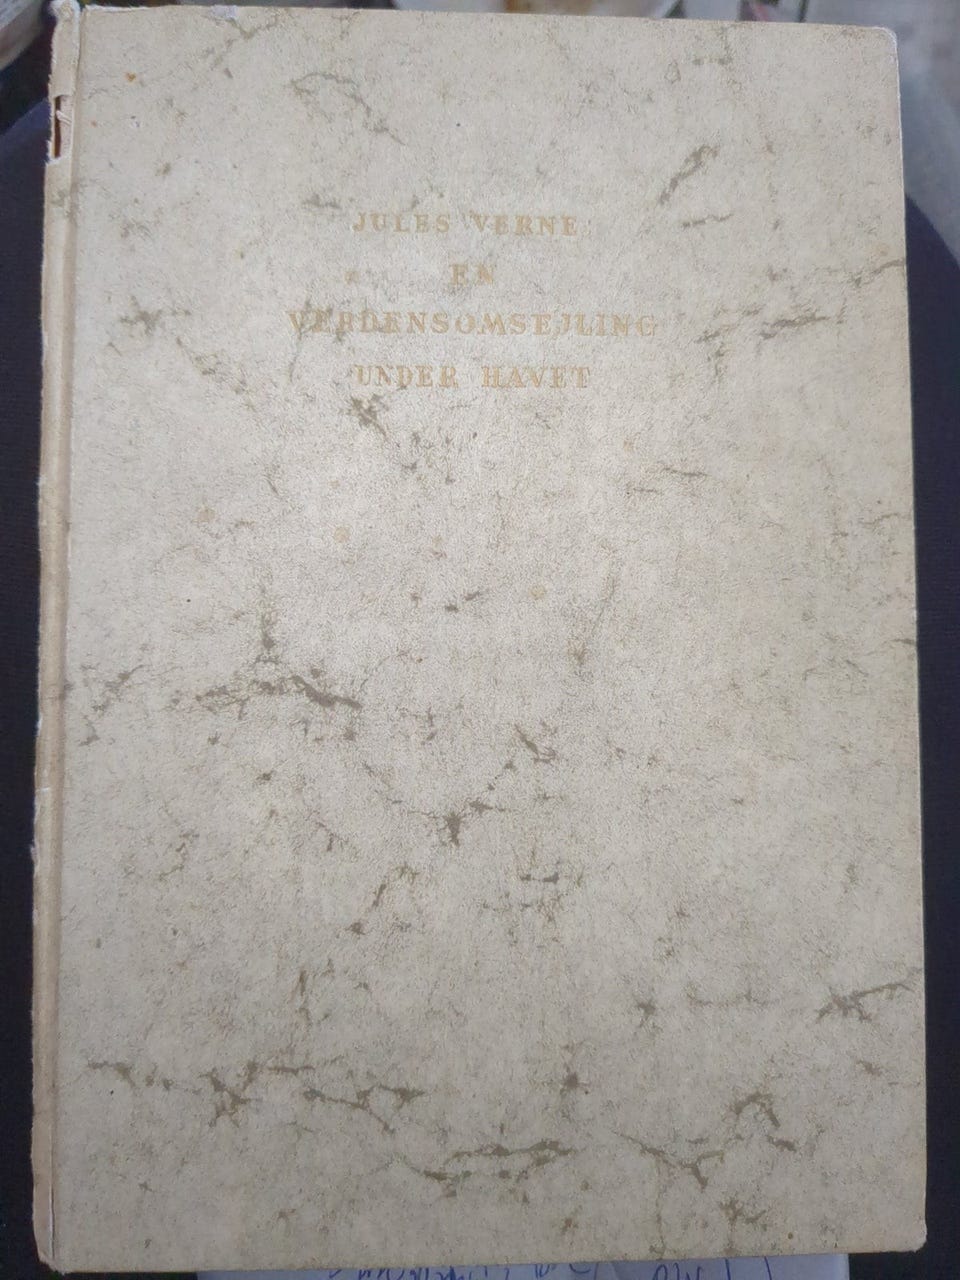 JULES VERNE:
EN
VERDENSOMSEJLING
UNDER HAVET